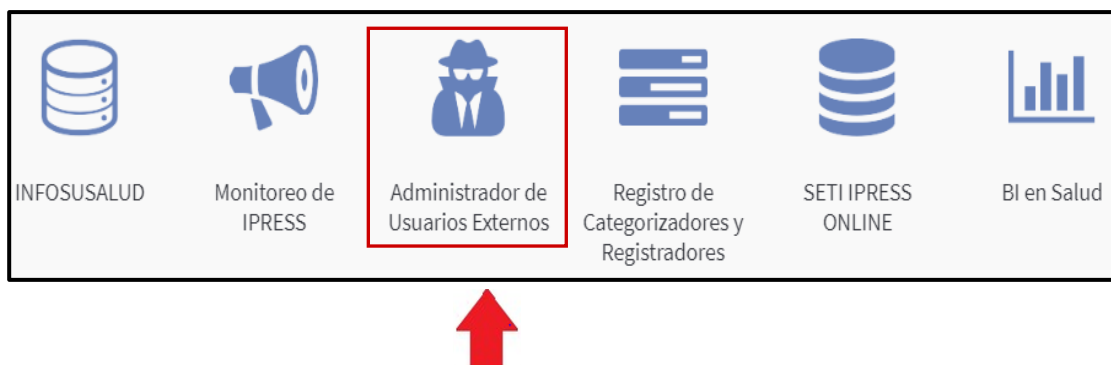 INFOSUSALUD
Monitoreo de
IPRESS
Administrador de
Usuarios Externos
Registro de
Categorizadores y
Registradores
SETI IPRESS
ONLINE
BI en Salud